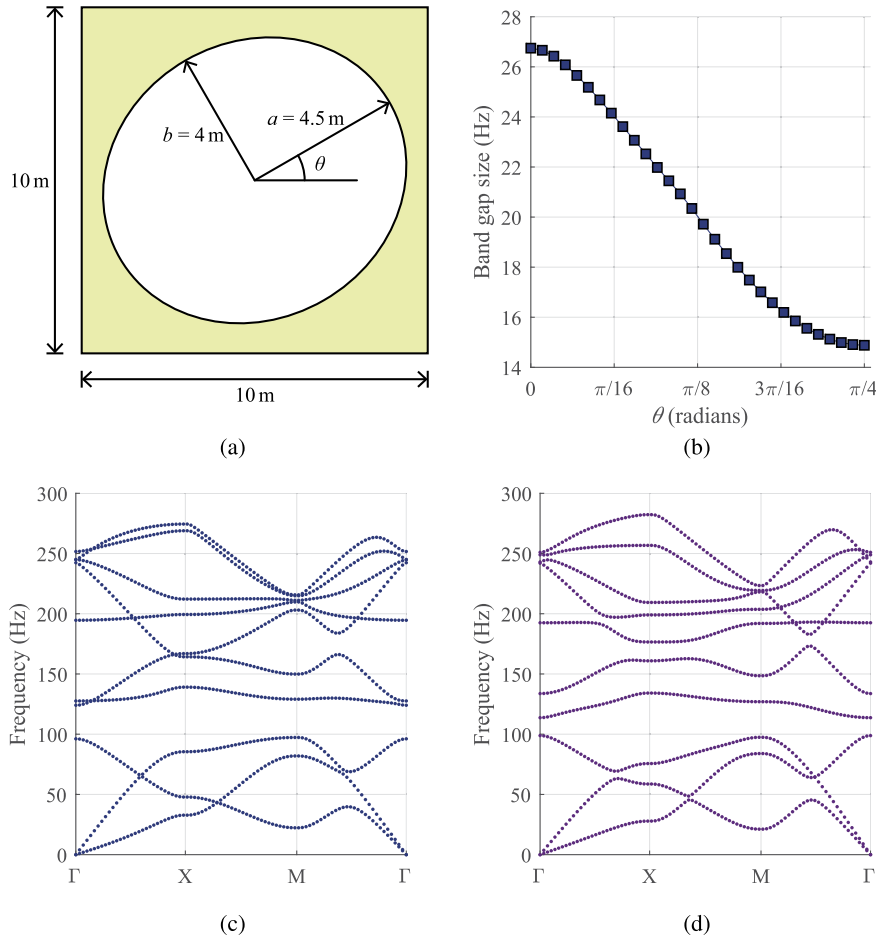 10 m
b = 4 m
a = 4.5 m
θ
10 m
(a)
28
26
24
22
20
18
16
14
Band gap size (Hz)
0
π/16
π/8
3π/16
π/4
θ (radians)
(b)
300
250
200
150
100
50
0
Frequency (Hz)
Γ
X
M
Γ
(c)
300
250
200
150
100
50
0
Frequency (Hz)
Γ
X
M
Γ
(d)